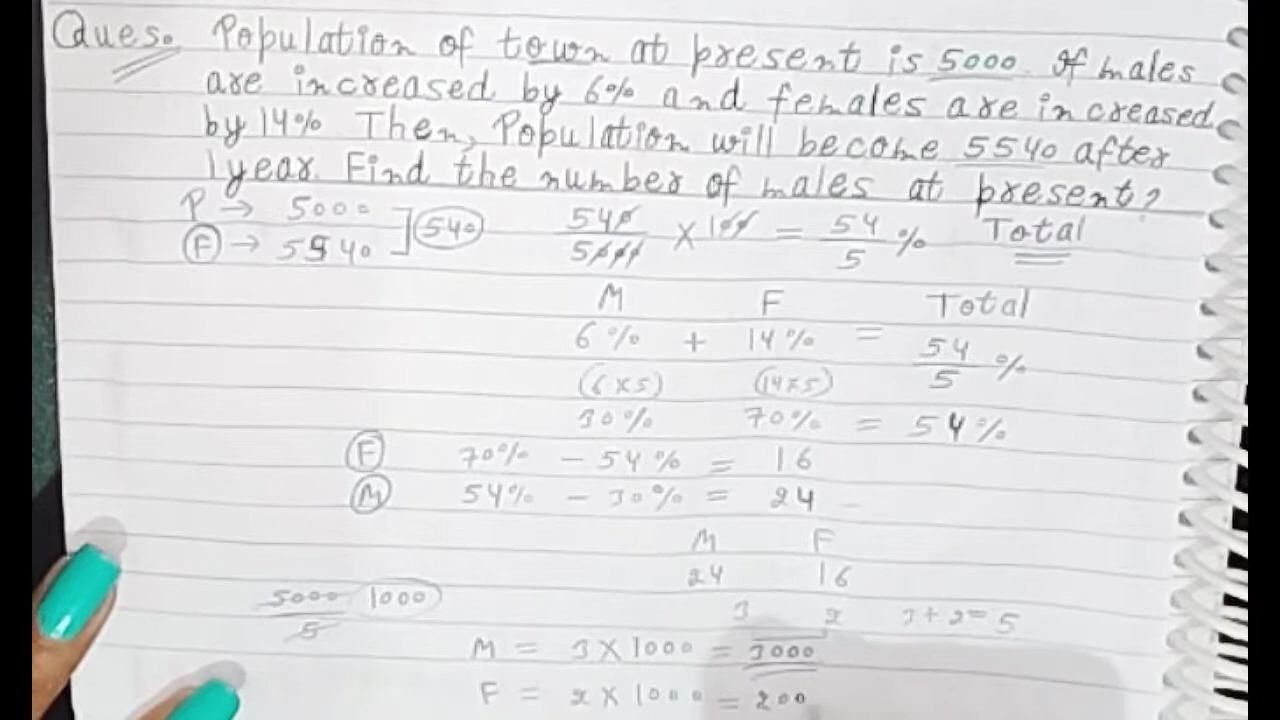 Ques. Population of town at present is 5000. If males
are increased by 6% and females are increased
by 14% Then, Population will become 5540 after
1 year. Find the number of males at present?
P → 5000
F → 5540 ] 540 540/5000 × 100 = 54/5 % Total
M F Total
6% + 14% = 54/5 %
(6×5) (14×5)
30% 70% = 54%
F 70% - 54% = 16
M 54% - 30% = 24
M F
24 16
5000/5 1000 3 2 3+2=5
M = 3×1000 = 3000
F = 2×1000 = 200